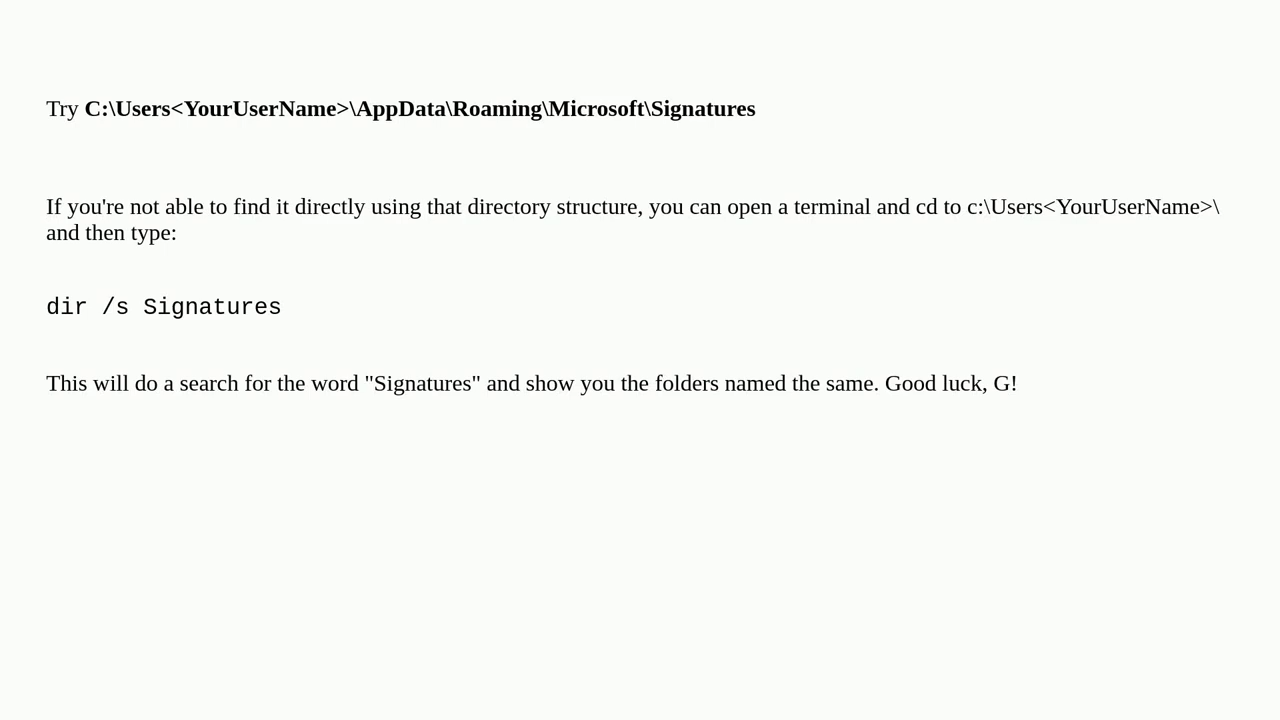 Try C:\Users<YourUserName>\AppData\Roaming\Microsoft\Signatures
If you're not able to find it directly using that directory structure, you can open a terminal and cd to c:\Users<YourUserName>\
and then type:
dir /s Signatures
This will do a search for the word "Signatures" and show you the folders named the same. Good luck, G!